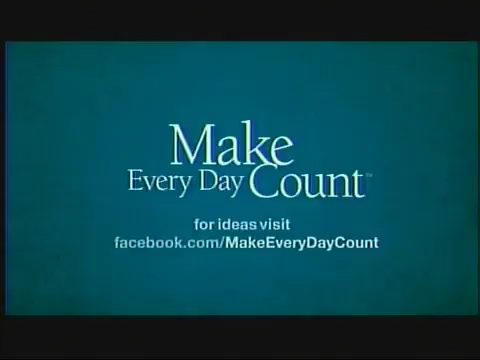 Make
Every Day Count™
for ideas visit
facebook.com/MakeEveryDayCount